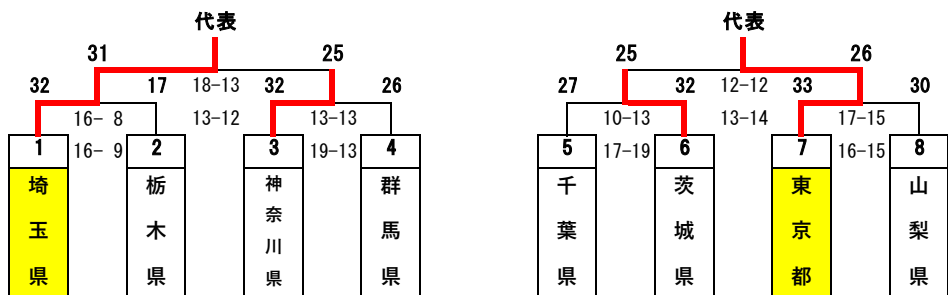 代表 代表
31 25 25 26
32 17 18-13 32 26 27 32 12-12 33 30
16- 8 13-12 13-13 10-13 13-14 17-15
1 16- 9 2 3 19-13 4 5 17-19 6 7 16-15 8
埼玉県 栃木県 神奈川県 群馬県 千葉県 茨城県 東京都 山梨県